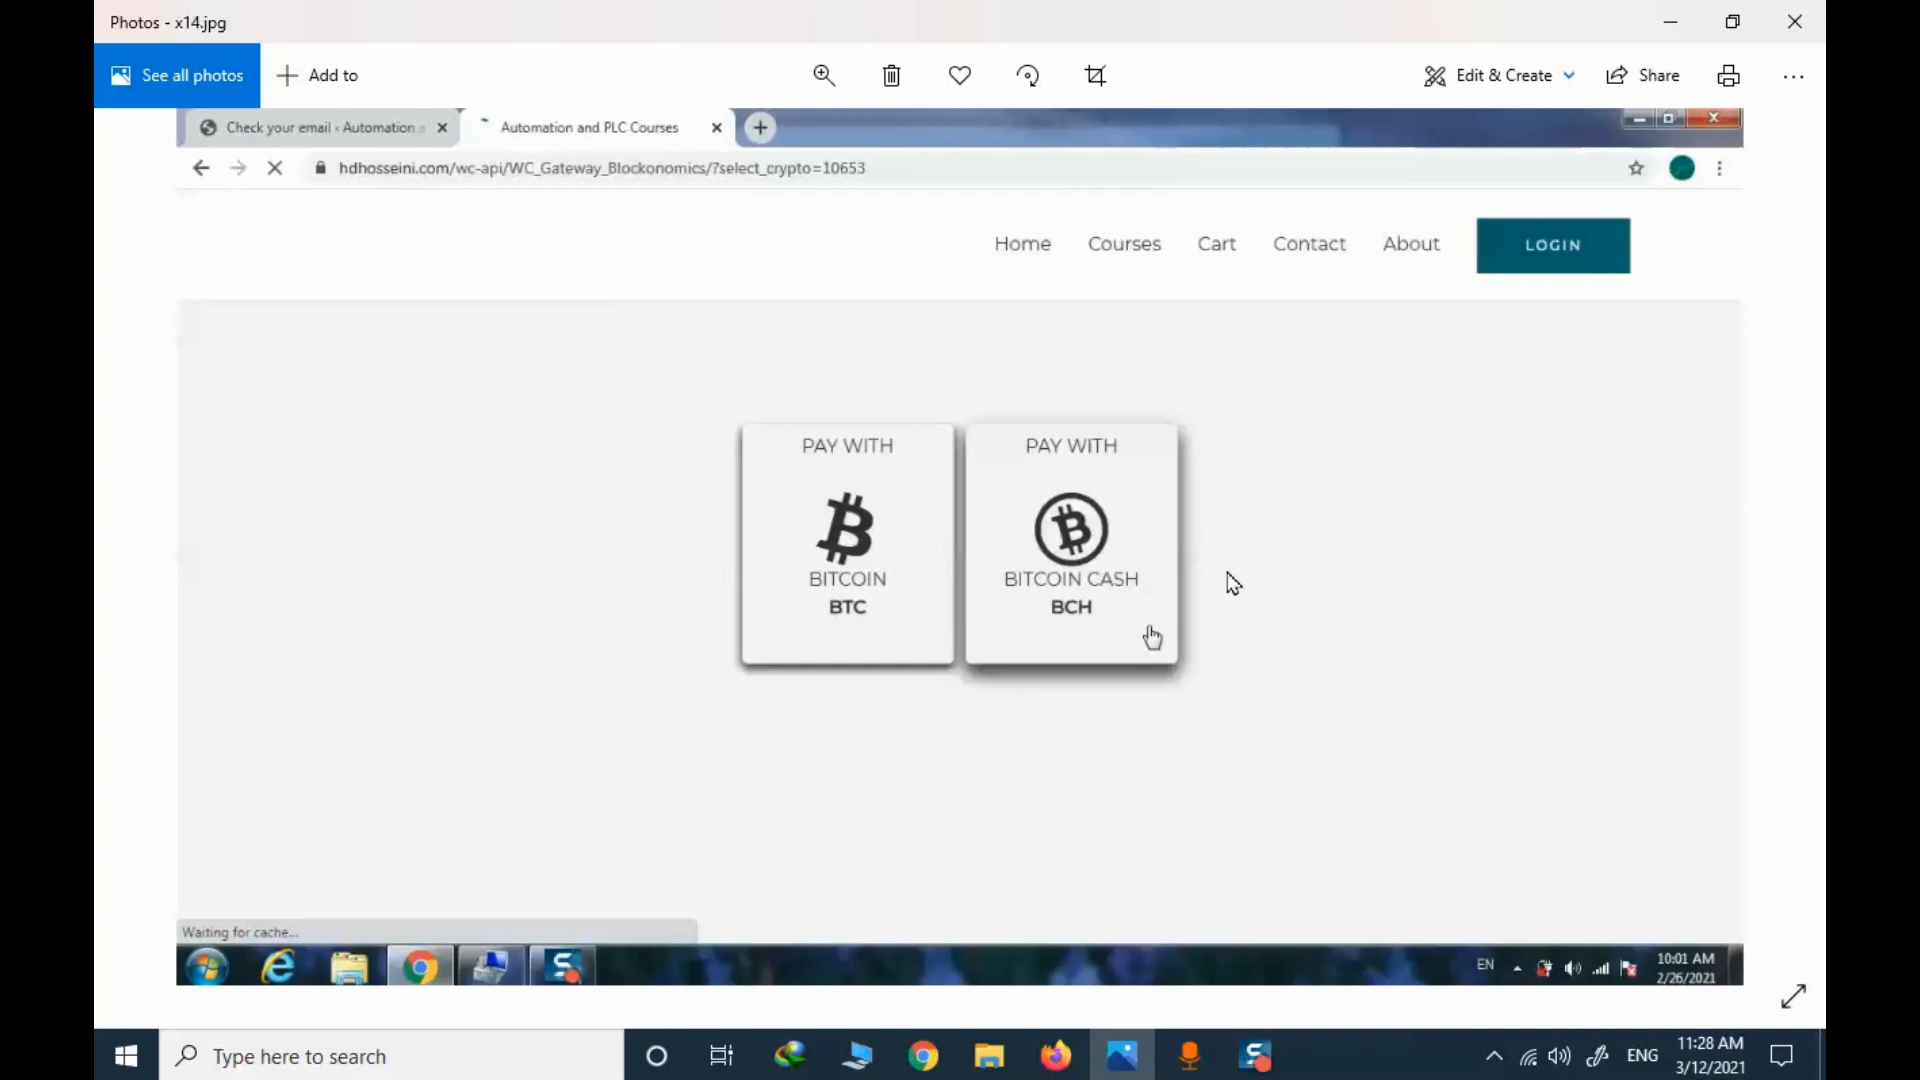 Photos - x14.jpg
See all photos
Add to
Edit & Create
Share
Check your email ‹ Automation
Automation and PLC Courses
hdhosseini.com/wc-api/WC_Gateway_Blockonomics/?select_crypto=10653
Home
Courses
Cart
Contact
About
LOGIN
PAY WITH
BITCOIN
BTC
PAY WITH
BITCOIN CASH
BCH
Waiting for cache...
EN
10:01 AM
2/26/2021
Type here to search
ENG
11:28 AM
3/12/2021